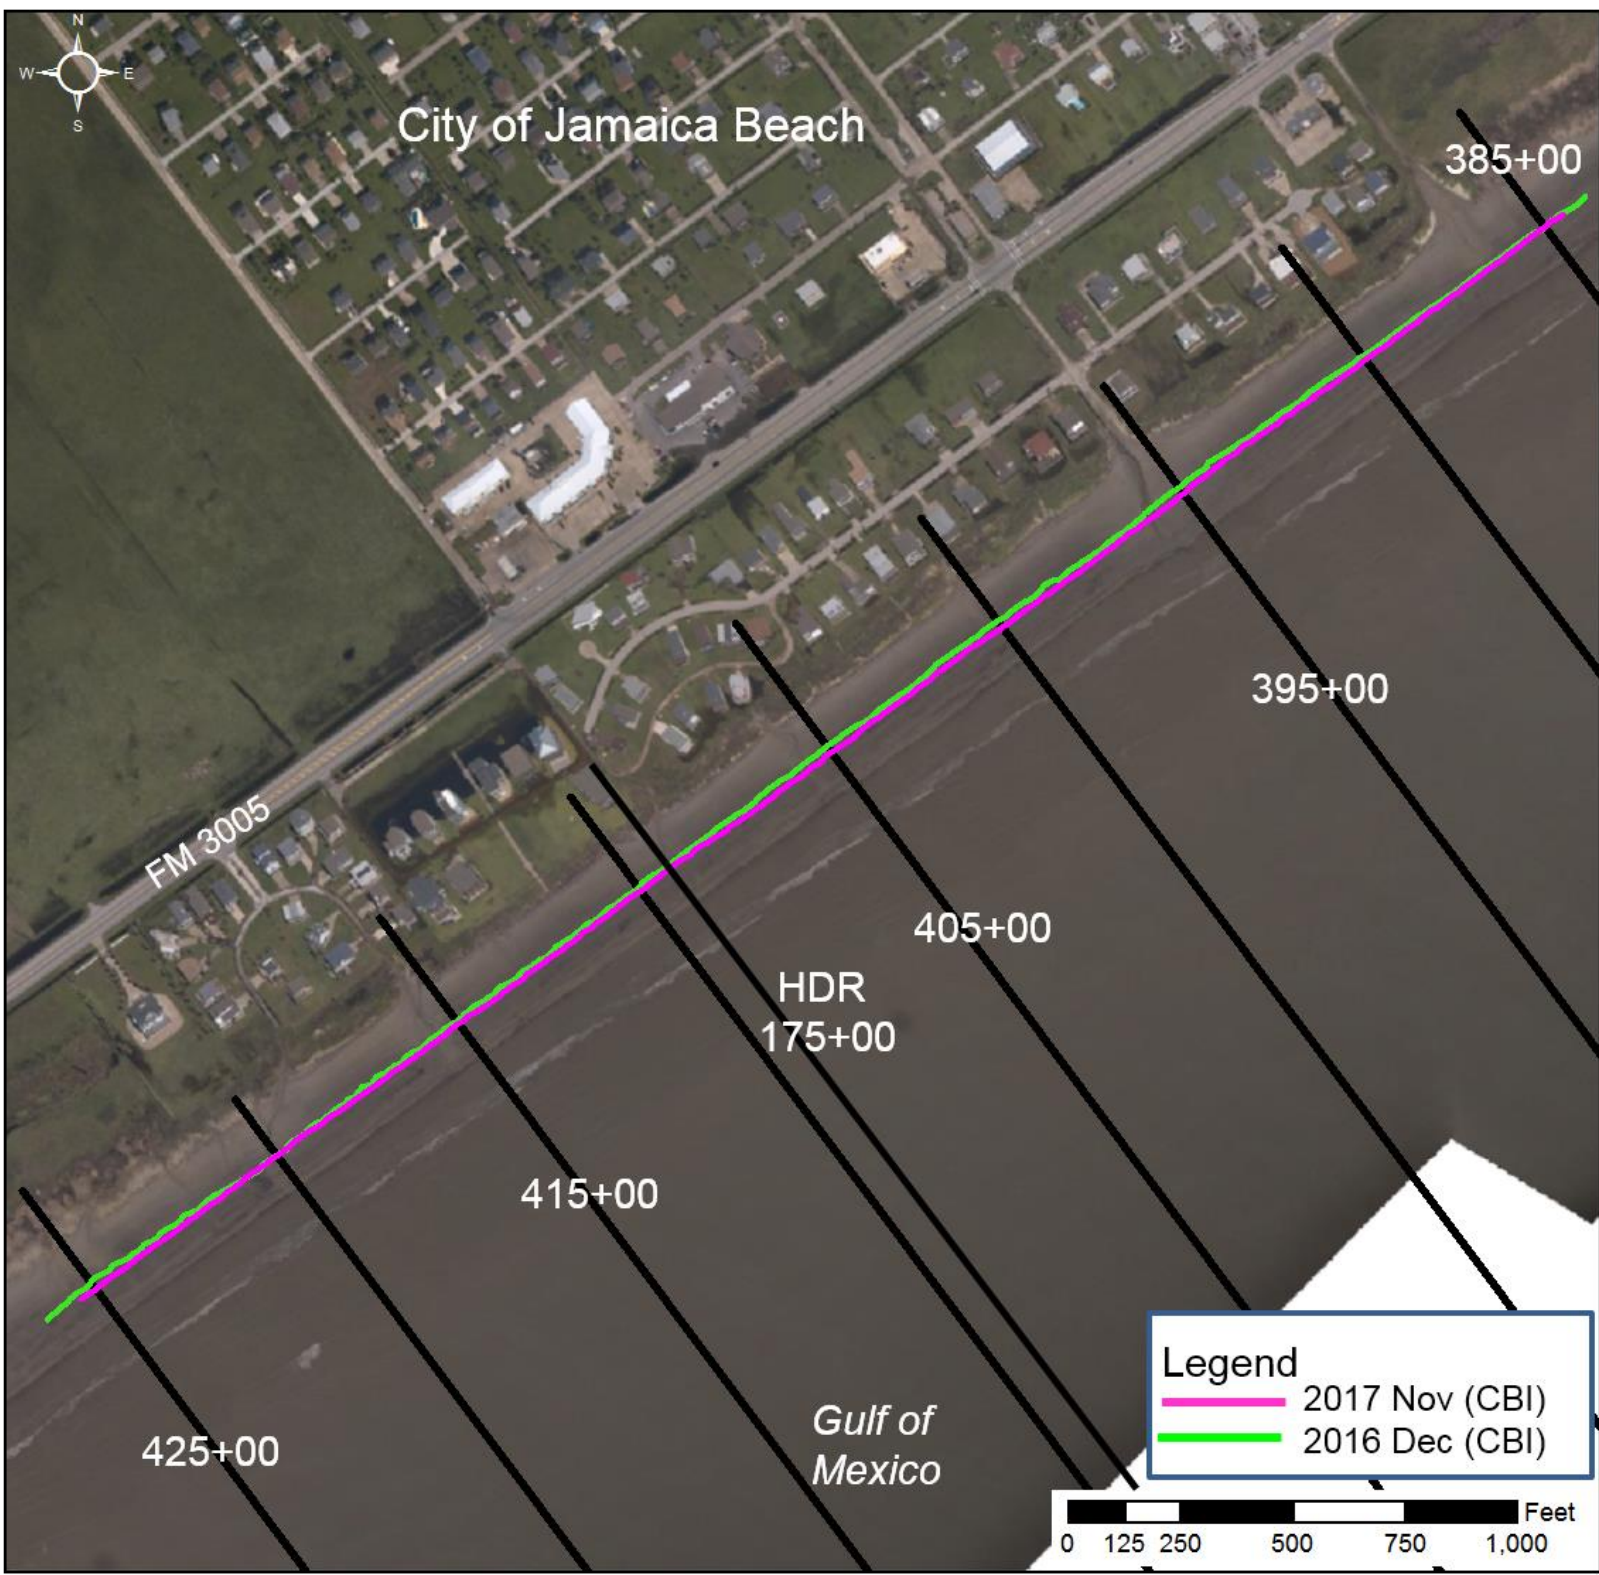 N
W E
S
City of Jamaica Beach
385+00
395+00
FM 3005
405+00
HDR
175+00
415+00
425+00
Gulf of
Mexico
Legend
2017 Nov (CBI)
2016 Dec (CBI)
Feet
0 125 250 500 750 1,000